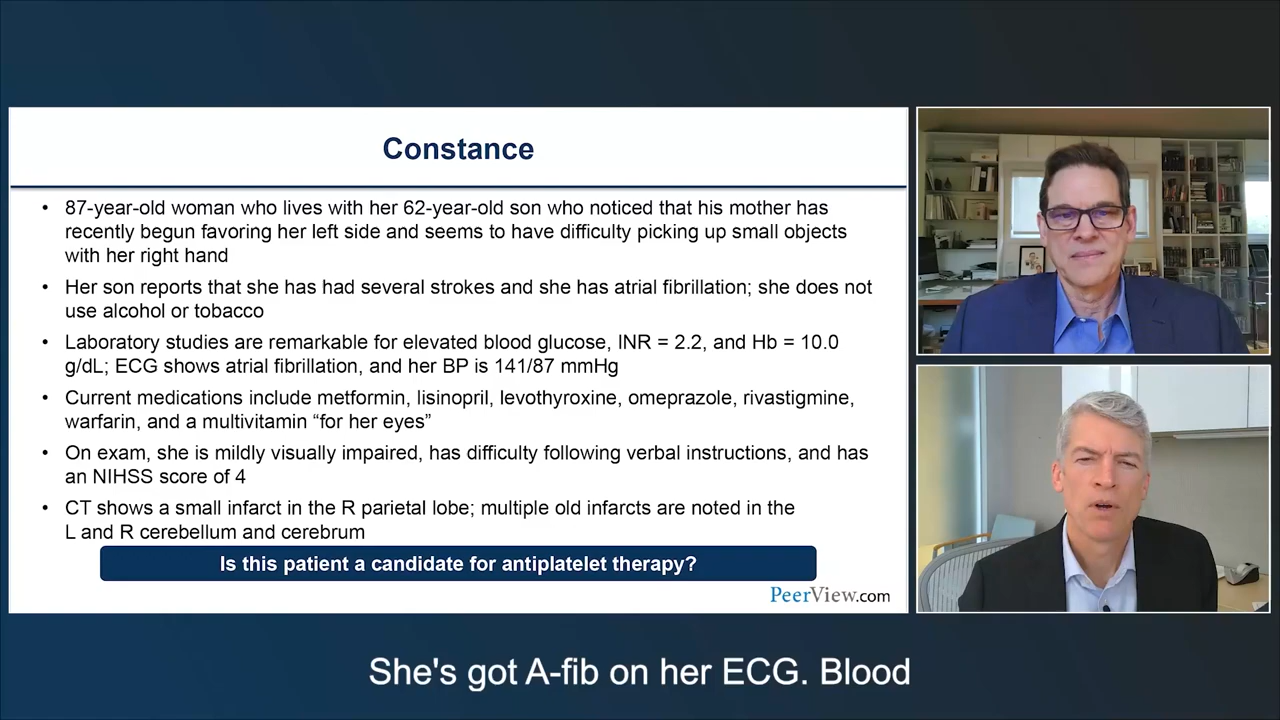 Constance
• 87-year-old woman who lives with her 62-year-old son who noticed that his mother has
recently begun favoring her left side and seems to have difficulty picking up small objects
with her right hand
• Her son reports that she has had several strokes and she has atrial fibrillation; she does not
use alcohol or tobacco
• Laboratory studies are remarkable for elevated blood glucose, INR = 2.2, and Hb = 10.0
g/dL; ECG shows atrial fibrillation, and her BP is 141/87 mmHg
• Current medications include metformin, lisinopril, levothyroxine, omeprazole, rivastigmine,
warfarin, and a multivitamin “for her eyes”
• On exam, she is mildly visually impaired, has difficulty following verbal instructions, and has
an NIHSS score of 4
• CT shows a small infarct in the R parietal lobe; multiple old infarcts are noted in the
L and R cerebellum and cerebrum
Is this patient a candidate for antiplatelet therapy?
PeerView.com
She's got A-fib on her ECG. Blood